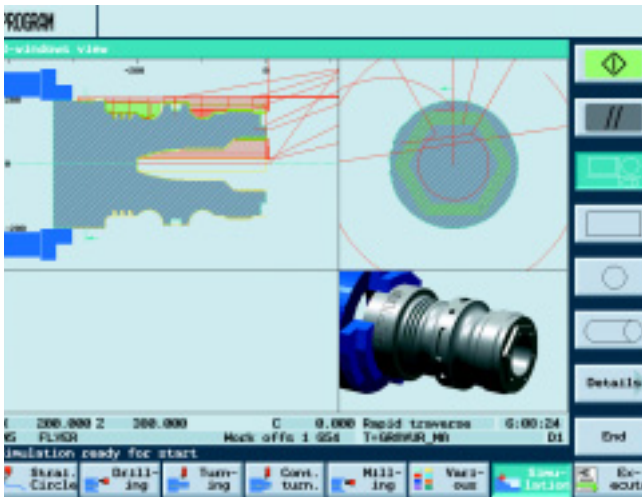 PROGRAM
-windows view
-200 0
200
0
-200
Details
X 200.000 Z 300.000 C 0.000 Rapid traverse 6:00:24
FLYER Work offs 1 G54 T=GRAVUR_MA D1
End
imulation ready for start
Strai. Circle
Drill- ing
Turn- ing
Cont. turn.
Mill- ing
Vari- ous
Simu- lation
Ex- ecut